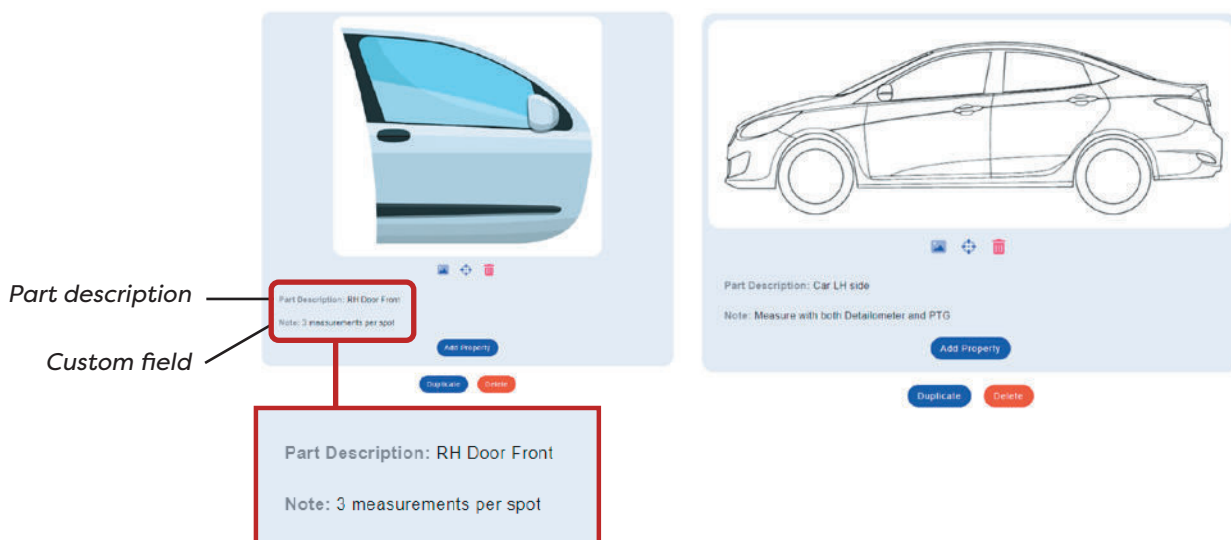 Part description
Custom field
Part Description: RH Door Front
Note: 3 measurements per spot
Add Property
Duplicate Delete
Part Description: RH Door Front
Note: 3 measurements per spot
Part Description: Car LH side
Note: Measure with both Detailometer and PTG
Add Property
Duplicate Delete